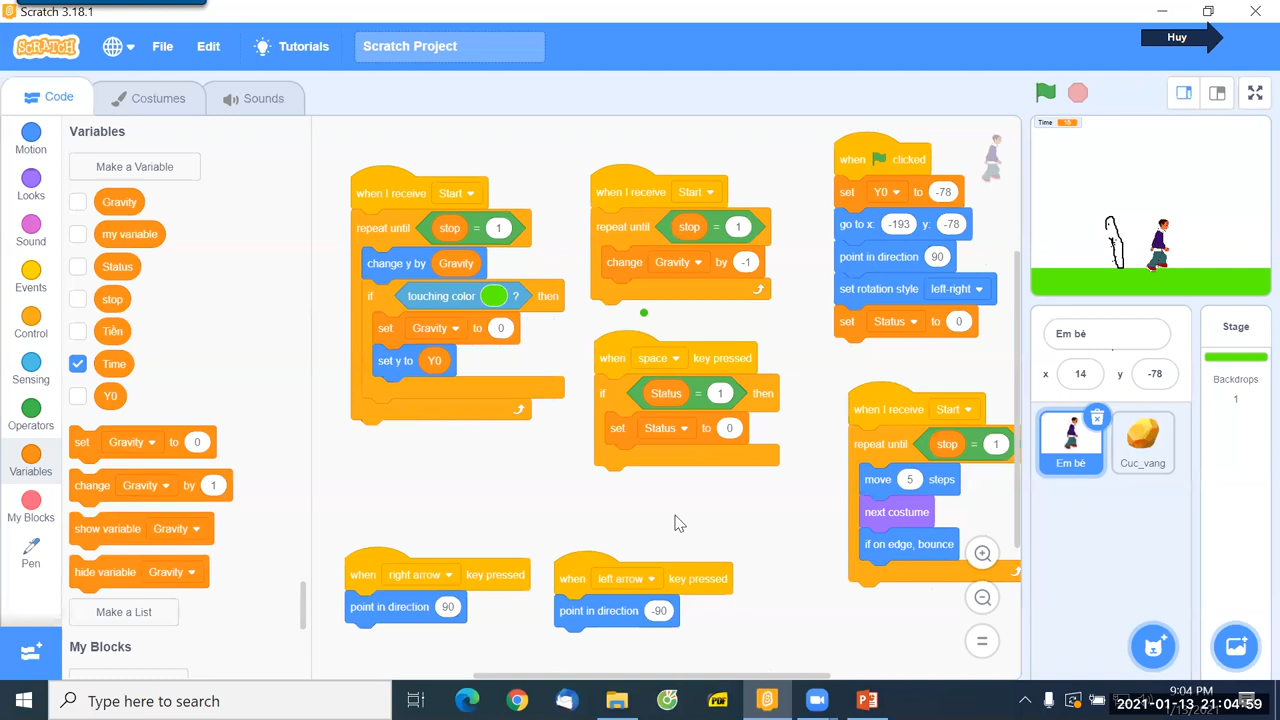 Scratch 3.18.1
Huy
SCRATCH
File Edit Tutorials Scratch Project
Code Costumes Sounds
Motion
Looks
Sound
Events
Control
Sensing
Operators
Variables
My Blocks
Pen
Variables
Make a Variable
Gravity
my variable
Status
stop
Tiền
Time
Y0
set Gravity to 0
change Gravity by 1
show variable Gravity
hide variable Gravity
Make a List
My Blocks
when I receive Start
repeat until stop = 1
change y by Gravity
if touching color ? then
set Gravity to 0
set y to Y0
when I receive Start
repeat until stop = 1
change Gravity by -1
when space key pressed
if Status = 1 then
set Status to 0
when right arrow key pressed
point in direction 90
when left arrow key pressed
point in direction -90
when clicked
set Y0 to -78
go to x: -193 y: -78
point in direction 90
set rotation style left-right
set Status to 0
when I receive Start
repeat until stop = 1
move 5 steps
next costume
if on edge, bounce
Time
Em bé
x 14 y -78
Em bé
Cuc_vang
Stage
Backdrops
1
Type here to search
PDF
9:04 PM
2021-01-13 21:04:59